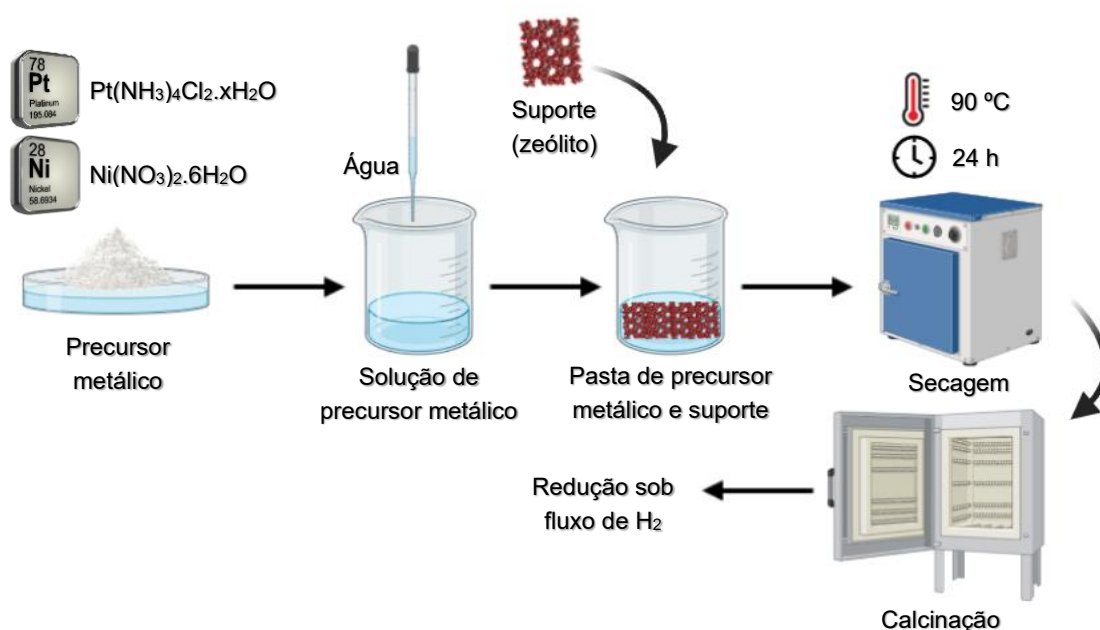 78
Pt
Platinum
195.084
Pt(NH3)4Cl2.xH2O
28
Ni
Nickel
58.6934
Ni(NO3)2.6H2O
Precursor
metálico
Água
Solução de
precursor metálico
Suporte
(zeólito)
Pasta de precursor
metálico e suporte
90 ºC
24 h
Secagem
Calcinação
Redução sob
fluxo de H2